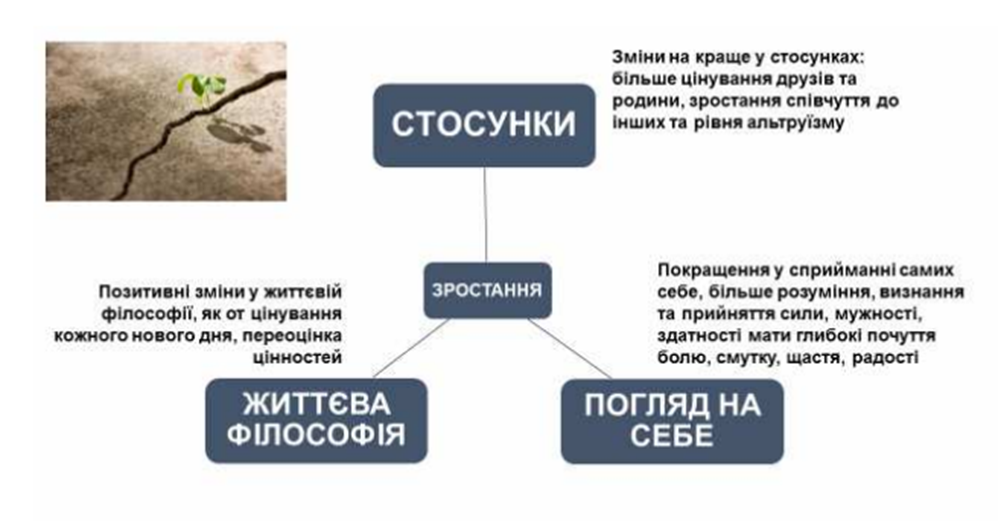 Зміни на краще у стосунках:
більше цінування друзів та
родини, зростання співчуття до
інших та рівня альтруїзму
СТОСУНКИ
ЗРОСТАННЯ
Позитивні зміни у життєвій
філософії, як от цінування
кожного нового дня, переоцінка
цінностей
Покращення у сприйманні самих
себе, більше розуміння, визнання
та прийняття сили, мужності,
здатності мати глибокі почуття
болю, смутку, щастя, радості
ЖИТТЄВА
ФІЛОСОФІЯ
ПОГЛЯД НА
СЕБЕ